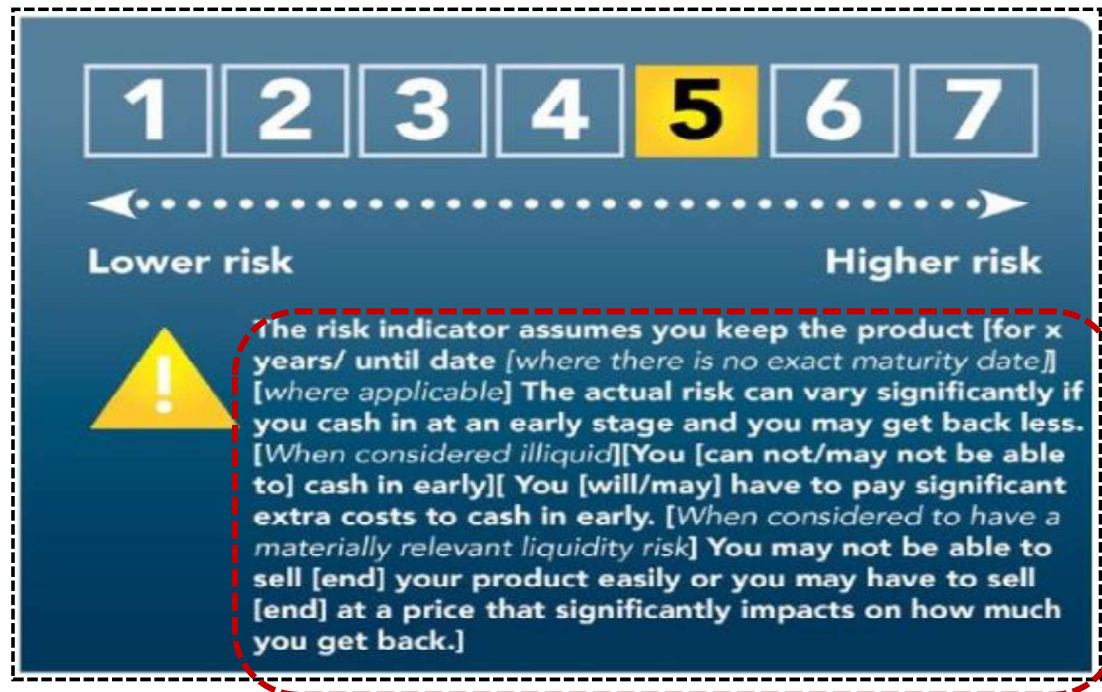 1 2 3 4 5 6 7
Lower risk Higher risk
!
The risk indicator assumes you keep the product [for x
years/ until date [where there is no exact maturity date]]
[where applicable] The actual risk can vary significantly if
you cash in at an early stage and you may get back less.
[When considered illiquid][You [can not/may not be able
to] cash in early][ You [will/may] have to pay significant
extra costs to cash in early. [When considered to have a
materially relevant liquidity risk] You may not be able to
sell [end] your product easily or you may have to sell
[end] at a price that significantly impacts on how much
you get back.]